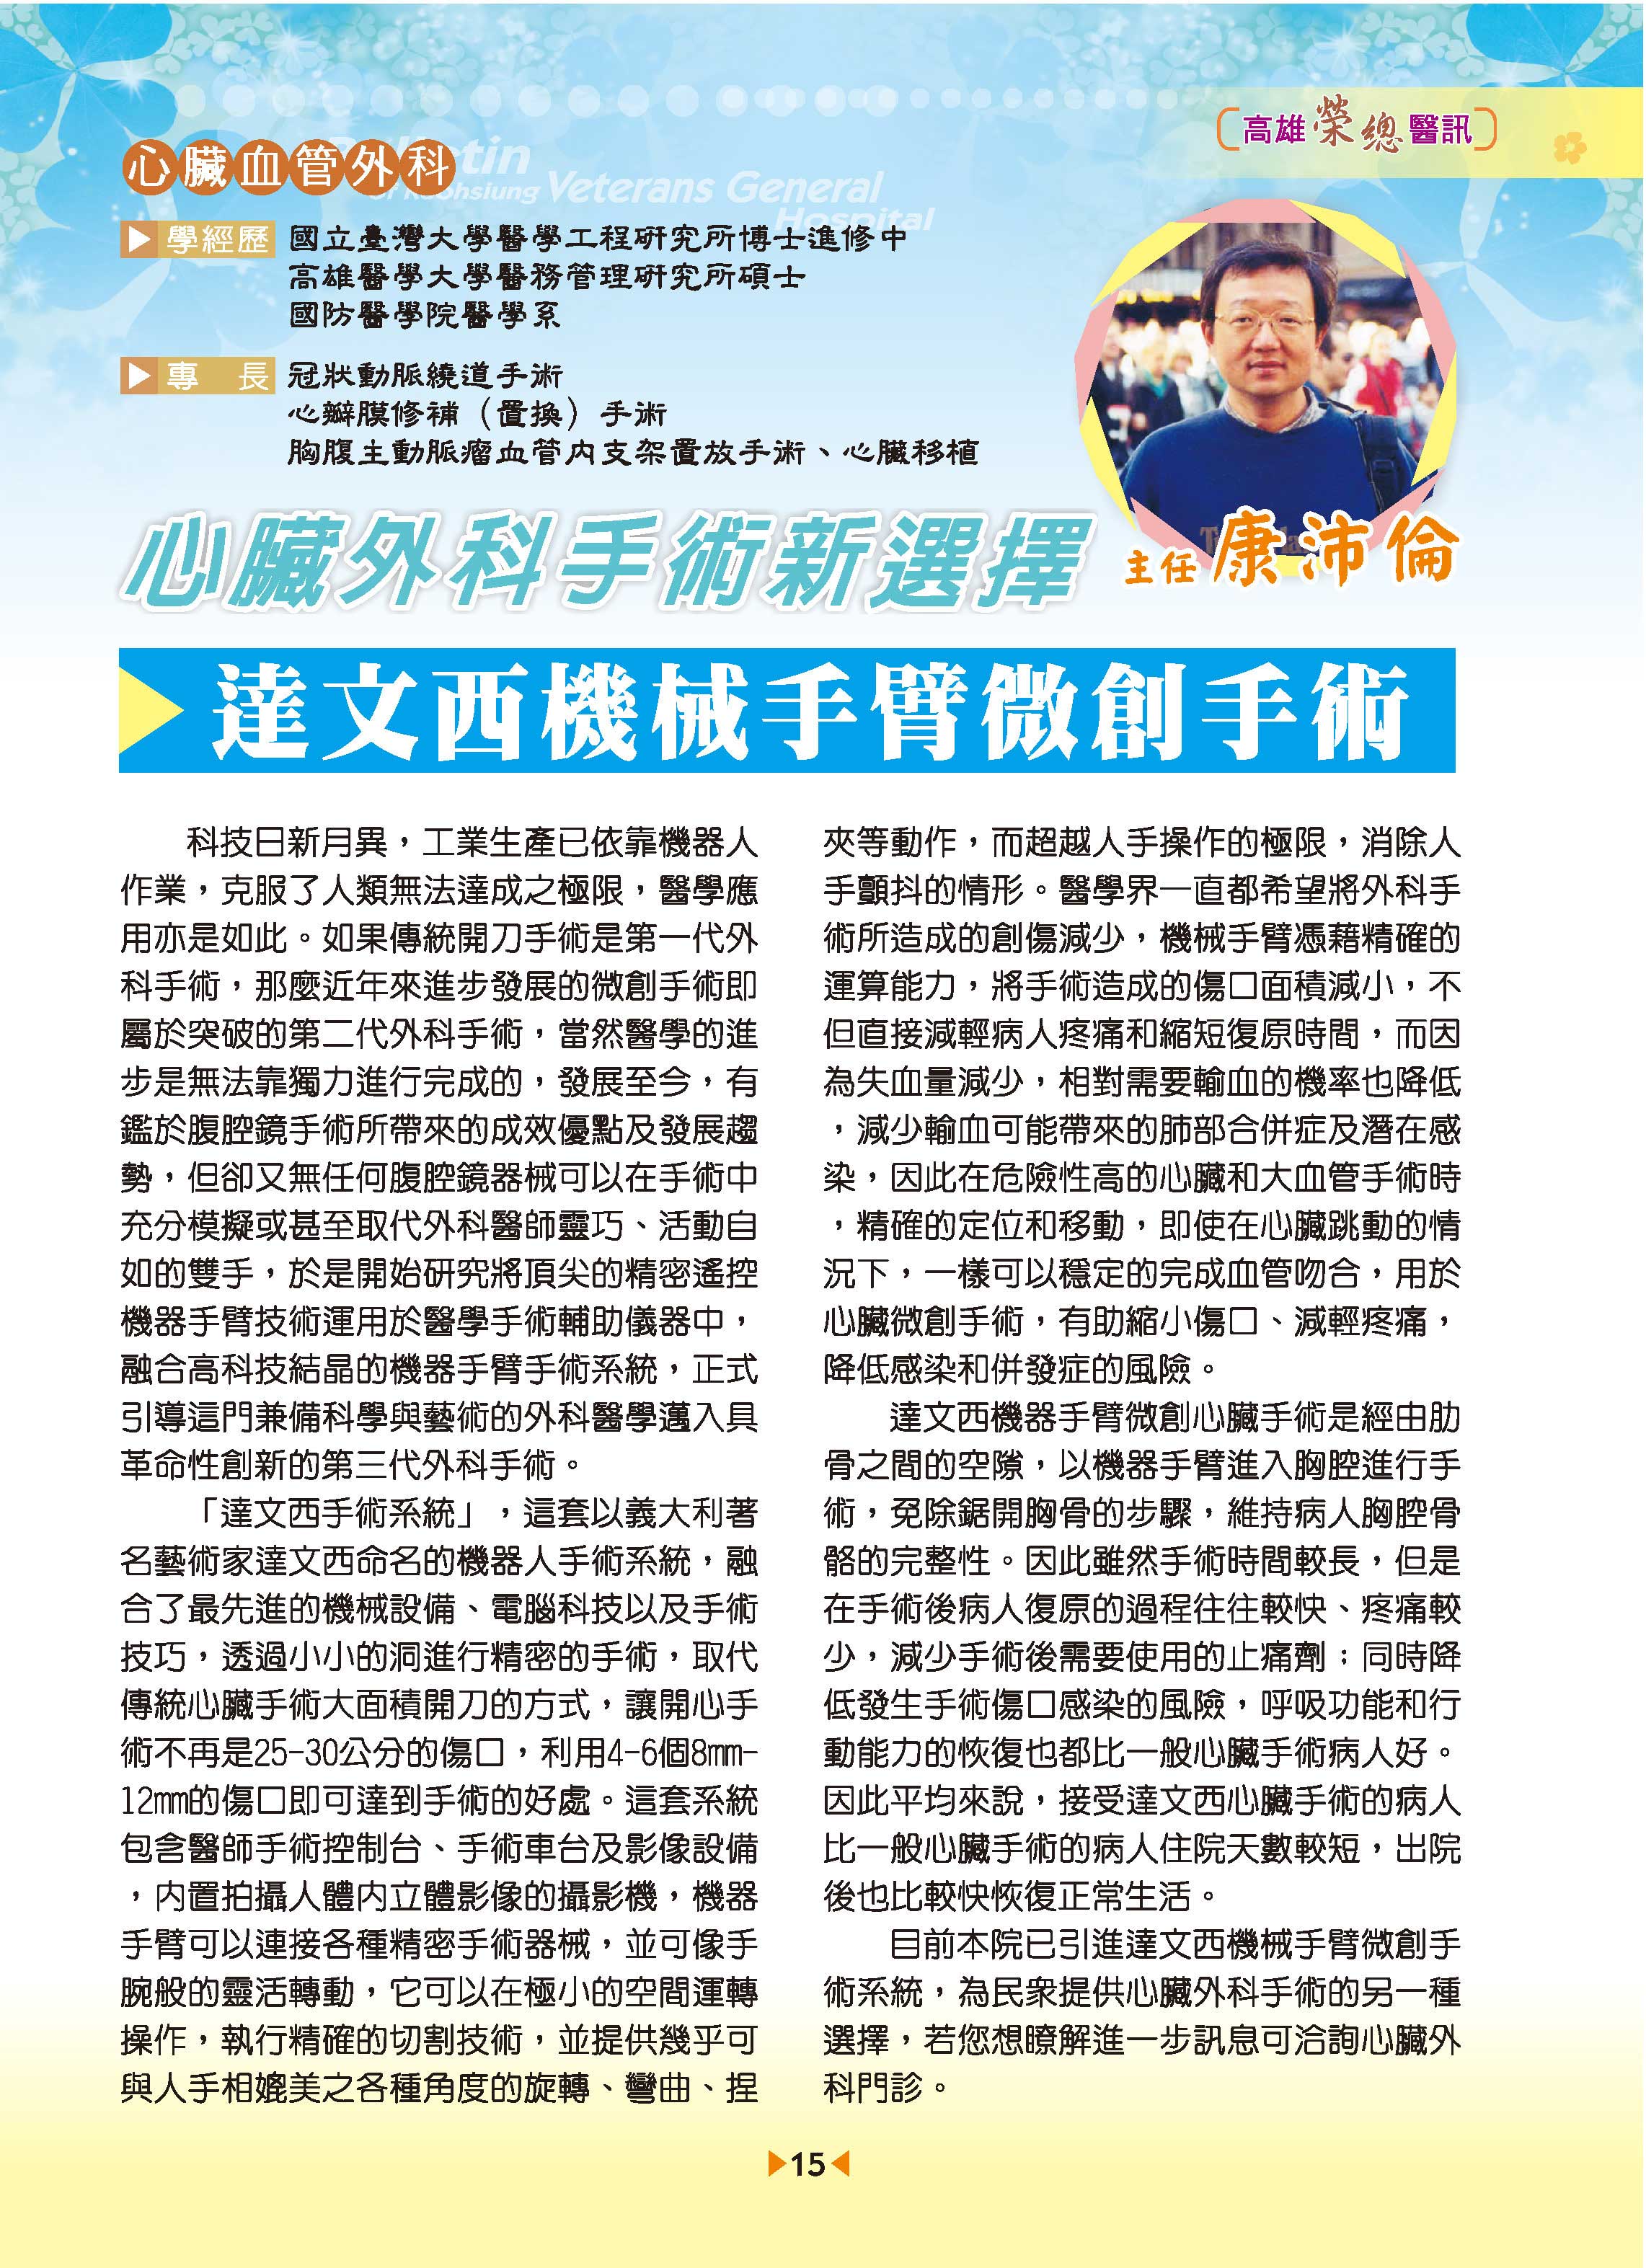 高雄榮總醫訊
Bulletin
of Kaohsiung Veterans General
Hospital
心臟血管外科
學經歷 國立臺灣大學醫學工程研究所博士進修中
高雄醫學大學醫務管理研究所碩士
國防醫學院醫學系
專 長 冠狀動脈繞道手術
心瓣膜修補（置換）手術
胸腹主動脈瘤血管內支架置放手術、心臟移植
主任 康沛倫
心臟外科手術新選擇
達文西機械手臂微創手術
科技日新月異，工業生產已依靠機器人
作業，克服了人類無法達成之極限，醫學應
用亦是如此。如果傳統開刀手術是第一代外
科手術，那麼近年來進步發展的微創手術即
屬於突破的第二代外科手術，當然醫學的進
步是無法靠獨力進行完成的，發展至今，有
鑑於腹腔鏡手術所帶來的成效優點及發展趨
勢，但卻又無任何腹腔鏡器械可以在手術中
充分模擬或甚至取代外科醫師靈巧、活動自
如的雙手，於是開始研究將頂尖的精密遙控
機器手臂技術運用於醫學手術輔助儀器中，
融合高科技結晶的機器手臂手術系統，正式
引導這門兼備科學與藝術的外科醫學邁入具
革命性創新的第三代外科手術。
「達文西手術系統」，這套以義大利著
名藝術家達文西命名的機器人手術系統，融
合了最先進的機械設備、電腦科技以及手術
技巧，透過小小的洞進行精密的手術，取代
傳統心臟手術大面積開刀的方式，讓開心手
術不再是25-30公分的傷口，利用4-6個8mm-
12mm的傷口即可達到手術的好處。這套系統
包含醫師手術控制台、手術車台及影像設備
，內置拍攝人體內立體影像的攝影機，機器
手臂可以連接各種精密手術器械，並可像手
腕般的靈活轉動，它可以在極小的空間運轉
操作，執行精確的切割技術，並提供幾乎可
與人手相媲美之各種角度的旋轉、彎曲、捏
夾等動作，而超越人手操作的極限，消除人
手顫抖的情形。醫學界一直都希望將外科手
術所造成的創傷減少，機械手臂憑藉精確的
運算能力，將手術造成的傷口面積減小，不
但直接減輕病人疼痛和縮短復原時間，而因
為失血量減少，相對需要輸血的機率也降低
，減少輸血可能帶來的肺部合併症及潛在感
染，因此在危險性高的心臟和大血管手術時
，精確的定位和移動，即使在心臟跳動的情
況下，一樣可以穩定的完成血管吻合，用於
心臟微創手術，有助縮小傷口、減輕疼痛，
降低感染和併發症的風險。
達文西機器手臂微創心臟手術是經由肋
骨之間的空隙，以機器手臂進入胸腔進行手
術，免除鋸開胸骨的步驟，維持病人胸腔骨
骼的完整性。因此雖然手術時間較長，但是
在手術後病人復原的過程往往較快、疼痛較
少，減少手術後需要使用的止痛劑；同時降
低發生手術傷口感染的風險，呼吸功能和行
動能力的恢復也都比一般心臟手術病人好。
因此平均來說，接受達文西心臟手術的病人
比一般心臟手術的病人住院天數較短，出院
後也比較快恢復正常生活。
目前本院已引進達文西機械手臂微創手
術系統，為民眾提供心臟外科手術的另一種
選擇，若您想瞭解進一步訊息可洽詢心臟外
科門診。
15